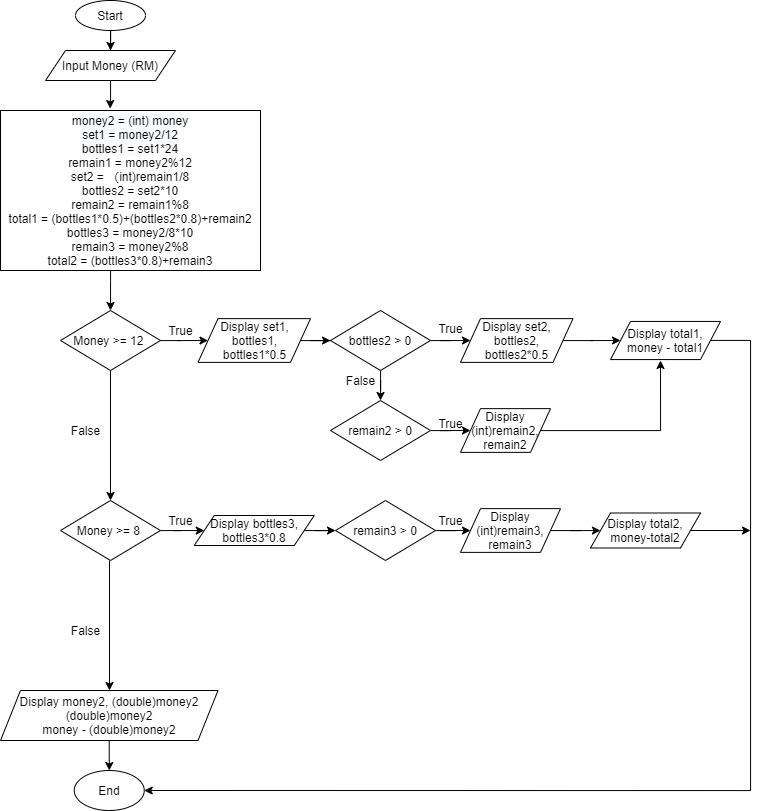 Start
Input Money (RM)
money2 = (int) money
set1 = money2/12
bottles1 = set1*24
remain1 = money2%12
set2 = (int)remain1/8
bottles2 = set2*10
remain2 = remain1%8
total1 = (bottles1*0.5)+(bottles2*0.8)+remain2
bottles3 = money2/8*10
remain3 = money2%8
total2 = (bottles3*0.8)+remain3
Money >= 12
True
Display set1,
bottles1,
bottles1*0.5
bottles2 > 0
True
Display set2,
bottles2,
bottles2*0.5
Display total1,
money - total1
False
remain2 > 0
True
Display
(int)remain2
remain2
False
Money >= 8
True
Display bottles3,
bottles3*0.8
remain3 > 0
True
Display
(int)remain3,
remain3
Display total2,
money-total2
False
Display money2, (double)money2
(double)money2
money - (double)money2
End